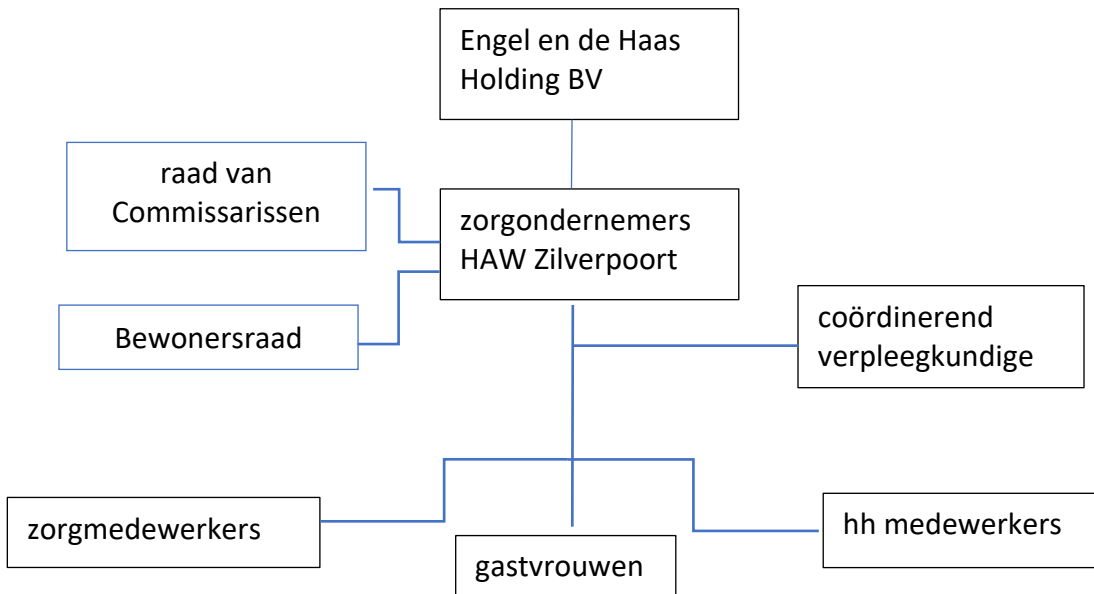 Engel en de Haas
Holding BV
raad van
Commissarissen
zorgondernemers
HAW Zilverpoort
Bewonersraad
coördinerend
verpleegkundige
zorgmedewerkers
gastvrouwen
hh medewerkers